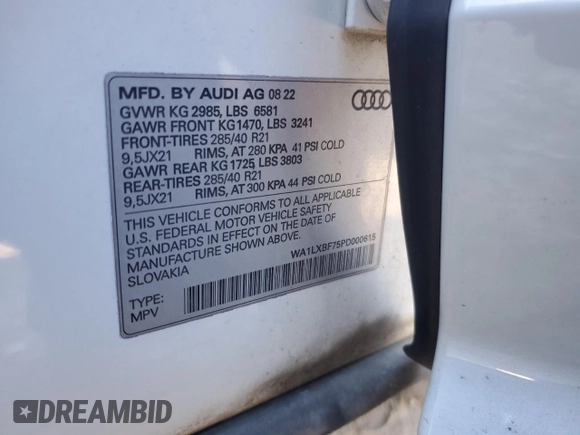 MFD. BY AUDI AG 08 22
GVWR KG 2985, LBS 6581
GAWR FRONT KG1470, LBS 3241
FRONT-TIRES 285/40 R21
9,5JX21 RIMS, AT 280 KPA 41 PSI COLD
GAWR REAR KG 1725, LBS 3803
REAR-TIRES 285/40 R21
9,5JX21 RIMS, AT 300 KPA 44 PSI COLD
THIS VEHICLE CONFORMS TO ALL APPLICABLE
U.S. FEDERAL MOTOR VEHICLE SAFETY
STANDARDS IN EFFECT ON THE DATE OF
MANUFACTURE SHOWN ABOVE.
SLOVAKIA WA1LXBF75PD000615
TYPE:
MPV
DREAMBID